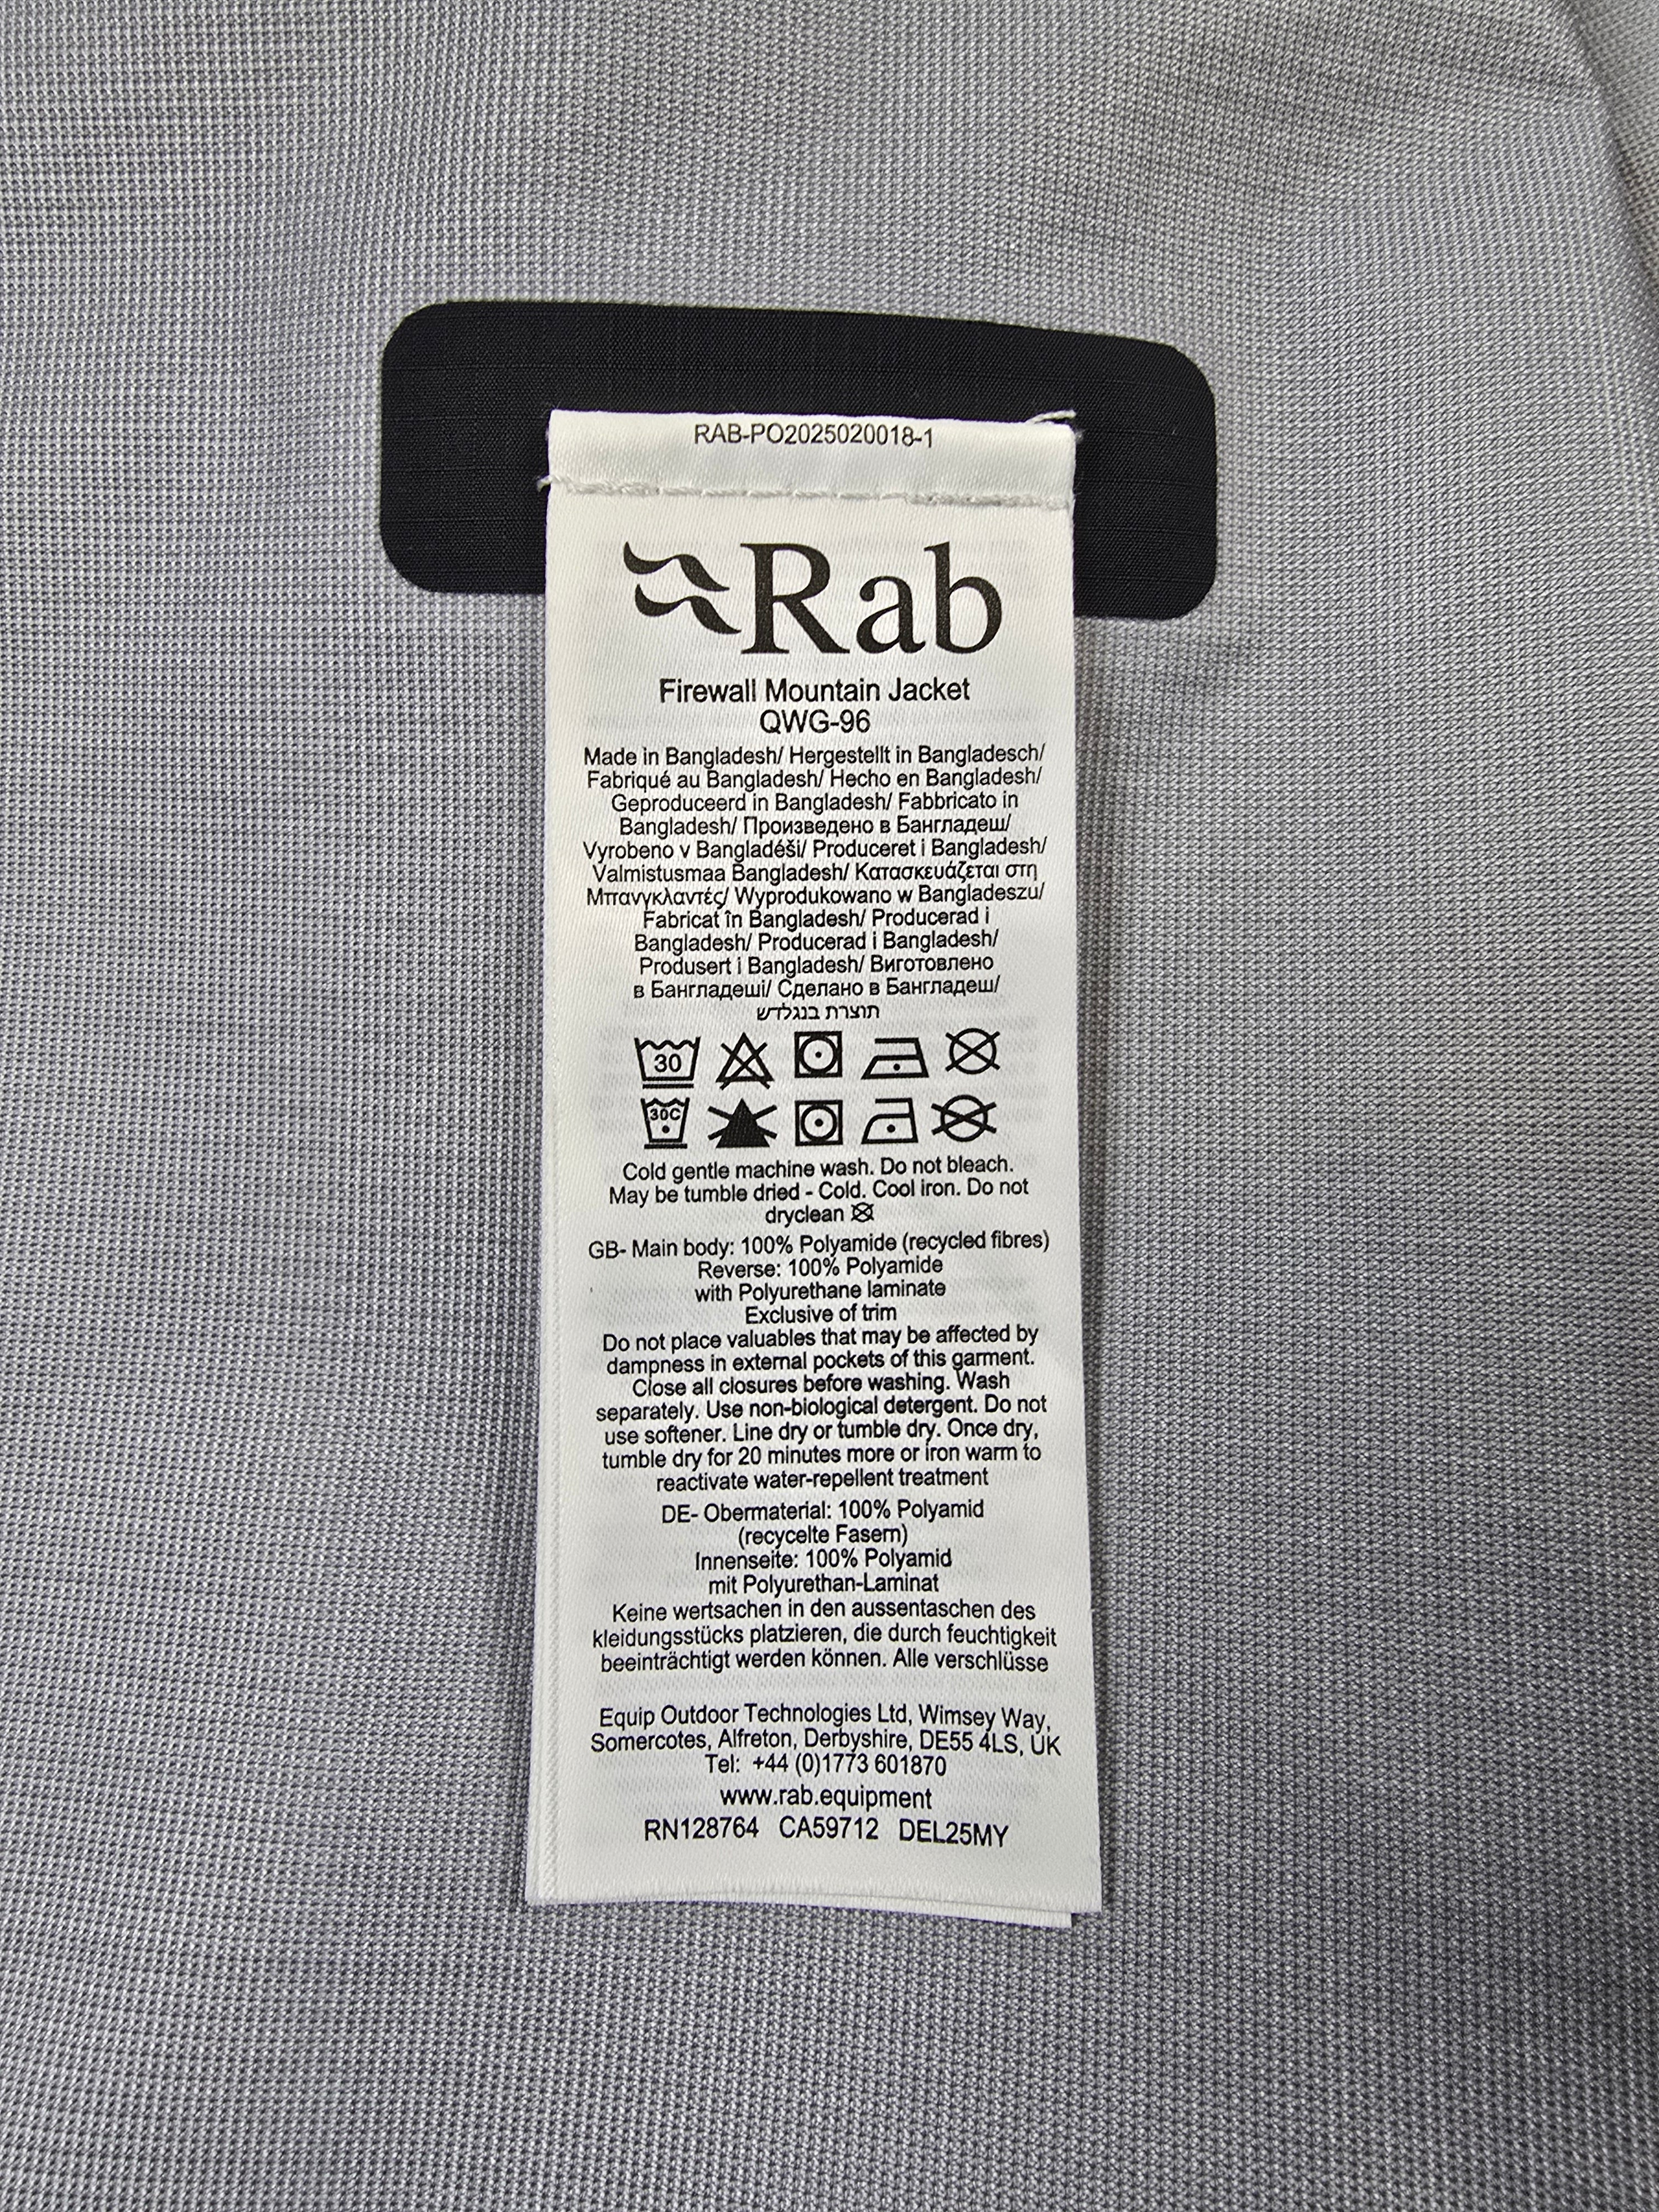 RAB-PO2025020018-1
Rab
Firewall Mountain Jacket
QWG-96
Made in Bangladesh/ Hergestellt in Bangladesch/
Fabriqué au Bangladesh/ Hecho en Bangladesh/
Geproduceerd in Bangladesh/ Fabbricato in
Bangladesh/ Произведено в Бангладеш/
Vyrobeno v Bangladéši/ Produceret i Bangladesh/
Valmistusmaa Bangladesh/ Κατασκευάζεται στη
Μπανγκλαντές/ Wyprodukowano w Bangladeszu/
Fabricat în Bangladesh/ Producerad i
Bangladesh/ Producerad i Bangladesh/
Produsert i Bangladesh/ Виготовлено
в Бангладеші/ Сделано в Бангладеш/
תוצרת בנגלדש
30
30C
Cold gentle machine wash. Do not bleach.
May be tumble dried - Cold. Cool iron. Do not
dryclean
GB- Main body: 100% Polyamide (recycled fibres)
Reverse: 100% Polyamide
with Polyurethane laminate
Exclusive of trim
Do not place valuables that may be affected by
dampness in external pockets of this garment.
Close all closures before washing. Wash
separately. Use non-biological detergent. Do not
use softener. Line dry or tumble dry. Once dry,
tumble dry for 20 minutes more or iron warm to
reactivate water-repellent treatment
DE- Obermaterial: 100% Polyamid
(recycelte Fasern)
Innenseite: 100% Polyamid
mit Polyurethan-Laminat
Keine wertsachen in den aussentaschen des
kleidungsstücks platzieren, die durch feuchtigkeit
beeinträchtigt werden können. Alle verschlüsse
Equip Outdoor Technologies Ltd, Wimsey Way,
Somercotes, Alfreton, Derbyshire, DE55 4LS, UK
Tel: +44 (0)1773 601870
www.rab.equipment
RN128764 CA59712 DEL25MY